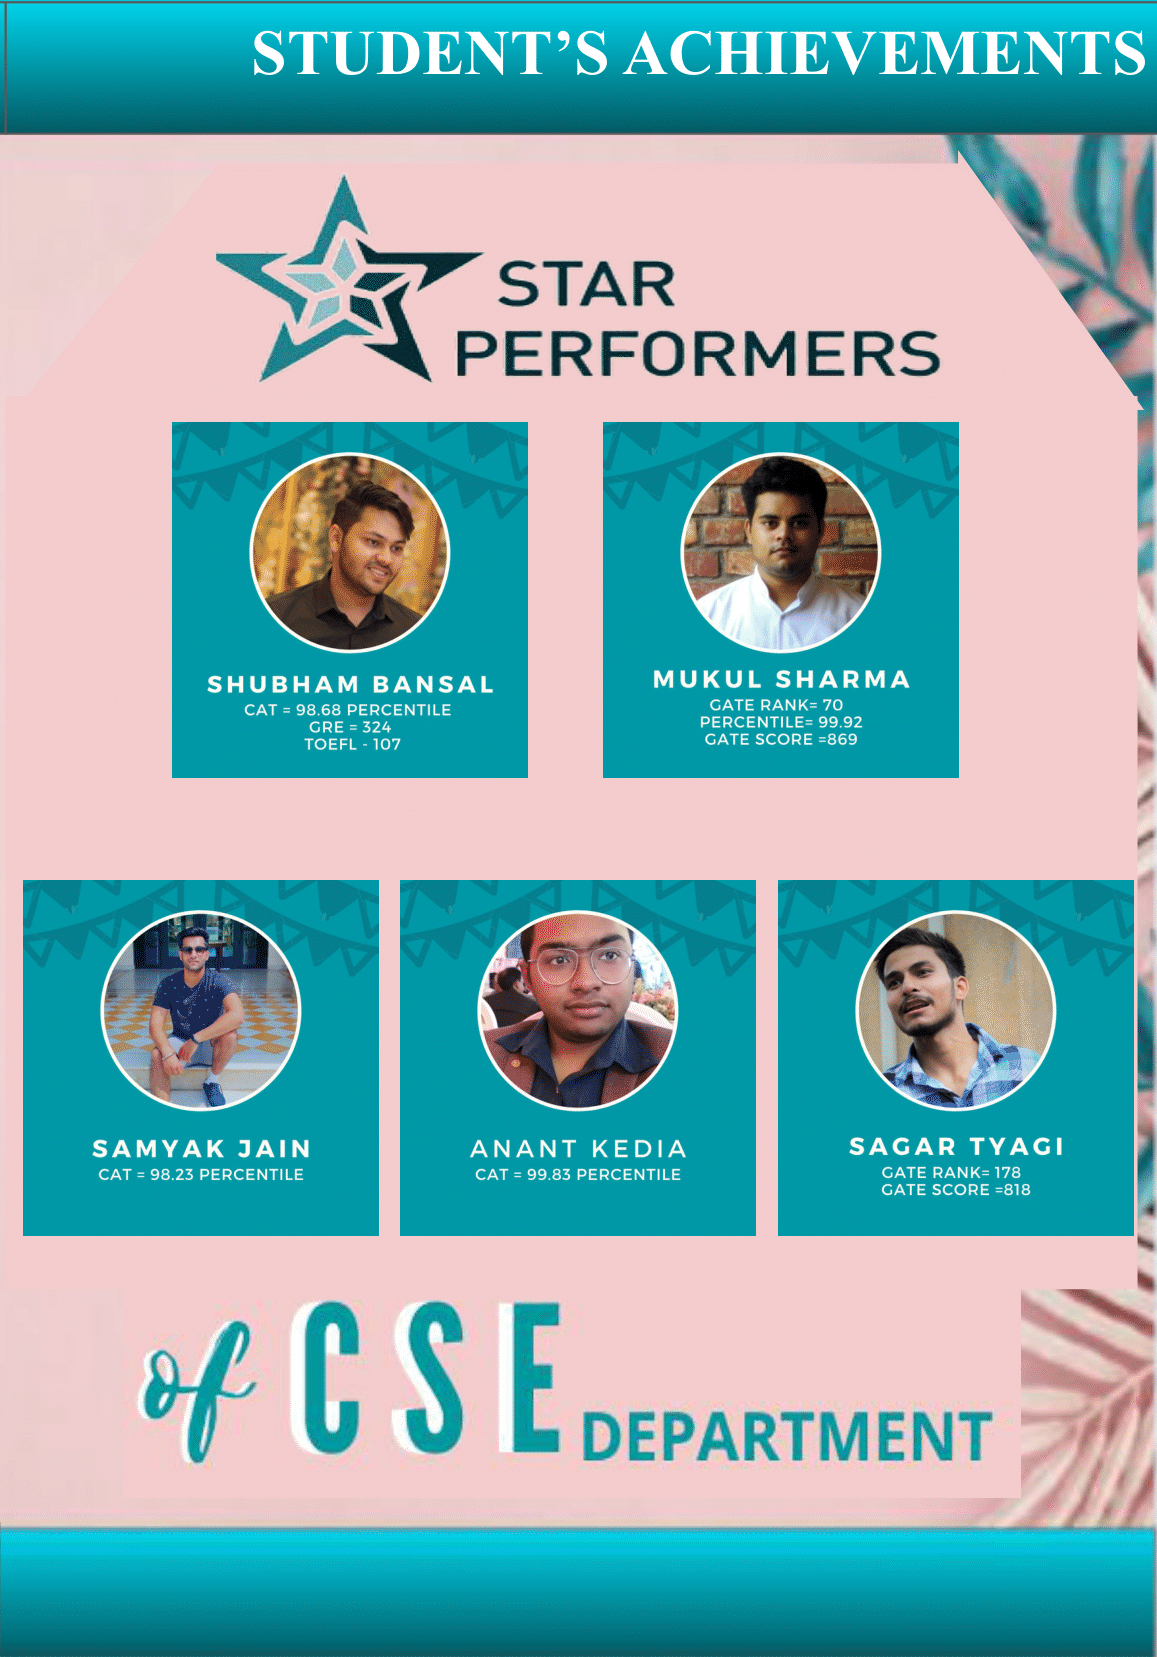 STUDENT’S ACHIEVEMENTS
STAR
PERFORMERS
SHUBHAM BANSAL
CAT = 98.68 PERCENTILE
GRE = 324
TOEFL - 107
MUKUL SHARMA
GATE RANK= 70
PERCENTILE= 99.92
GATE SCORE =869
SAMYAK JAIN
CAT = 98.23 PERCENTILE
ANANT KEDIA
CAT = 99.83 PERCENTILE
SAGAR TYAGI
GATE RANK= 178
GATE SCORE =818
of CSE DEPARTMENT